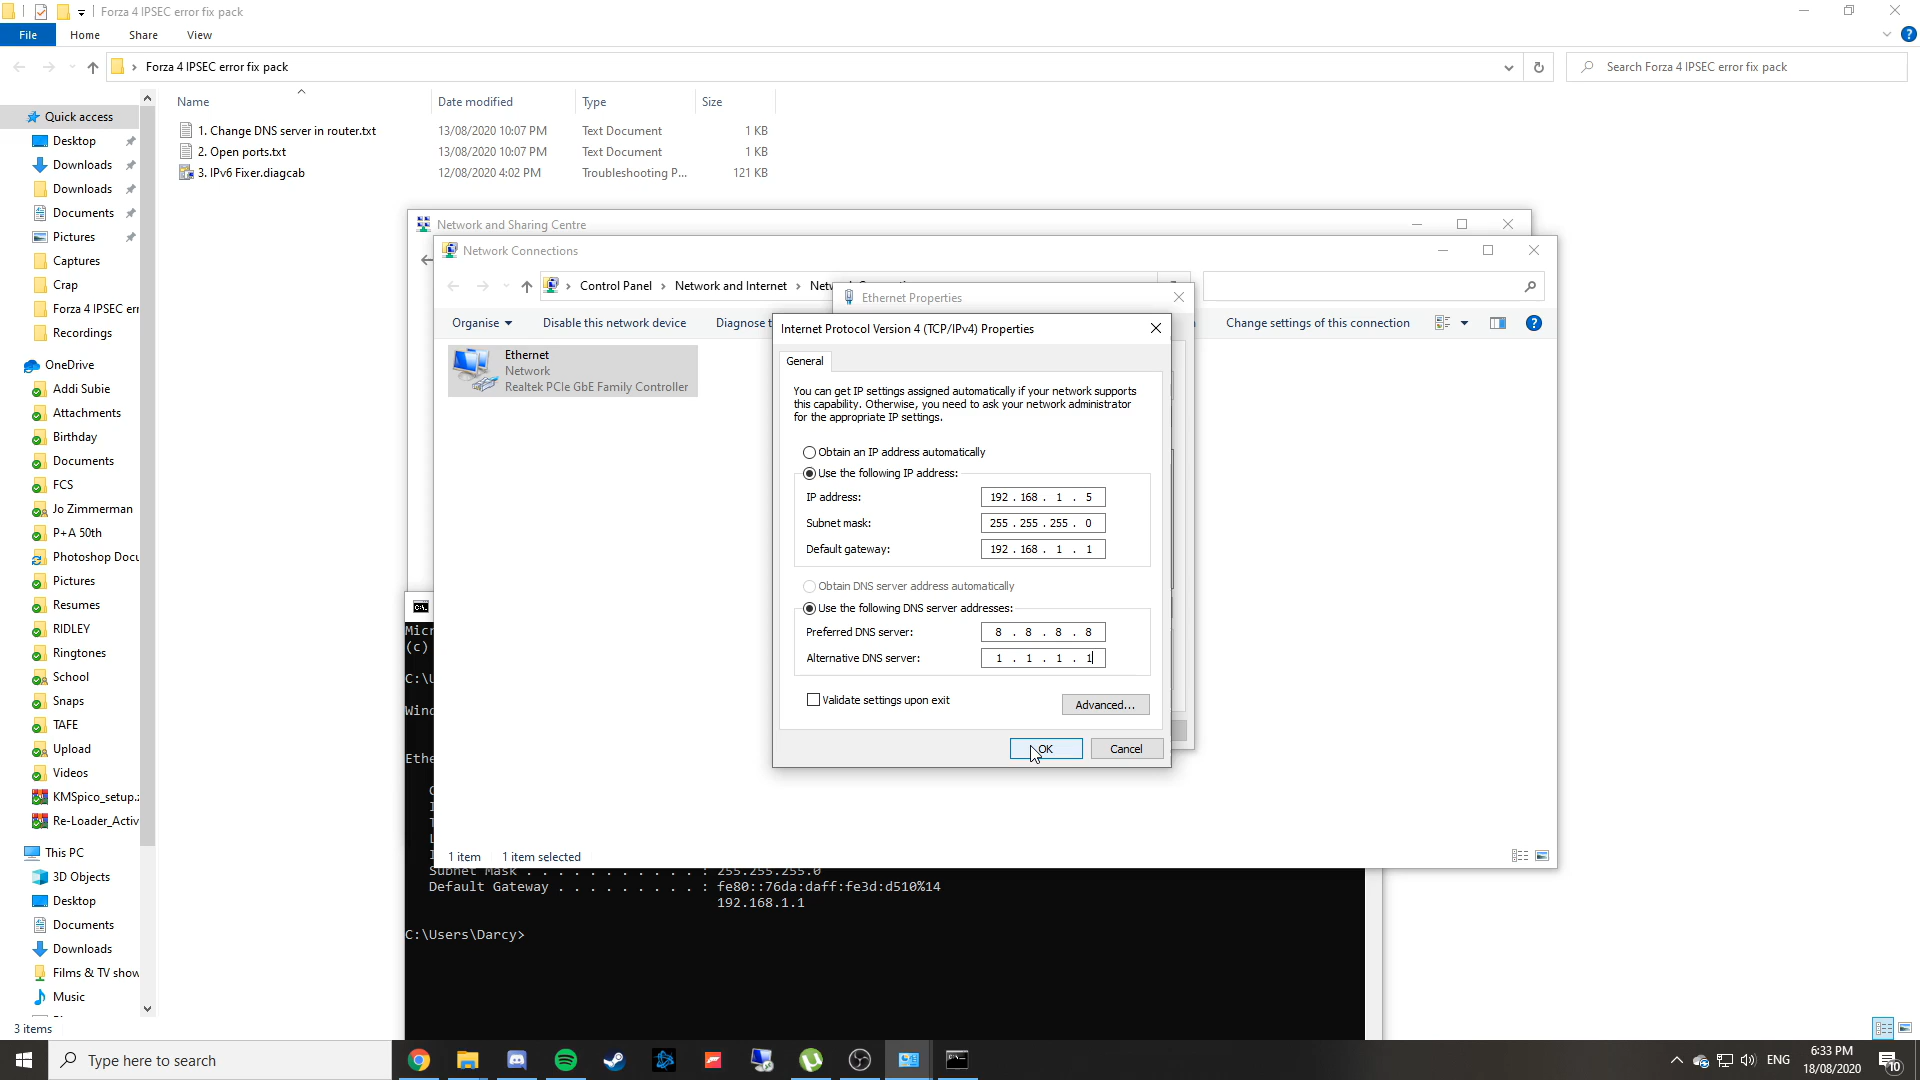 Forza 4 IPSEC error fix pack
File
Home
Share
View
Forza 4 IPSEC error fix pack
Search Forza 4 IPSEC error fix pack
Name
Date modified
Type
Size
1. Change DNS server in router.txt
13/08/2020 10:07 PM
Text Document
1 KB
2. Open ports.txt
13/08/2020 10:07 PM
Text Document
1 KB
3. IPv6 Fixer.diagcab
12/08/2020 4:02 PM
Troubleshooting P...
121 KB
Quick access
Desktop
Downloads
Downloads
Documents
Pictures
Captures
Crap
Forza 4 IPSEC err
Recordings
OneDrive
Addi Subie
Attachments
Birthday
Documents
FCS
Jo Zimmerman
P+A 50th
Photoshop Docu
Pictures
Resumes
RIDLEY
Ringtones
School
Snaps
TAFE
Upload
Videos
KMSpico_setup.z
Re-Loader_Activ
This PC
3D Objects
Desktop
Documents
Downloads
Films & TV show
Music
3 items
Network and Sharing Centre
Network Connections
Control Panel
Network and Internet
Organise
Disable this network device
Diagnose t
Change settings of this connection
Ethernet
Network
Realtek PCIe GbE Family Controller
1 item
1 item selected
Ethernet Properties
Internet Protocol Version 4 (TCP/IPv4) Properties
General
You can get IP settings assigned automatically if your network supports
this capability. Otherwise, you need to ask your network administrator
for the appropriate IP settings.
Obtain an IP address automatically
Use the following IP address:
IP address:
192 . 168 . 1 . 5
Subnet mask:
255 . 255 . 255 . 0
Default gateway:
192 . 168 . 1 . 1
Obtain DNS server address automatically
Use the following DNS server addresses:
Preferred DNS server:
8 . 8 . 8 . 8
Alternative DNS server:
1 . 1 . 1 . 1
Validate settings upon exit
Advanced...
OK
Cancel
Micr
(c)
C:\U
Wind
Ethe
Subnet Mask . . . . . . . . . . . : 255.255.255.0
Default Gateway . . . . . . . . . : fe80::76da:daff:fe3d:d510%14
192.168.1.1
C:\Users\Darcy>
Type here to search
ENG
6:33 PM
18/08/2020
10